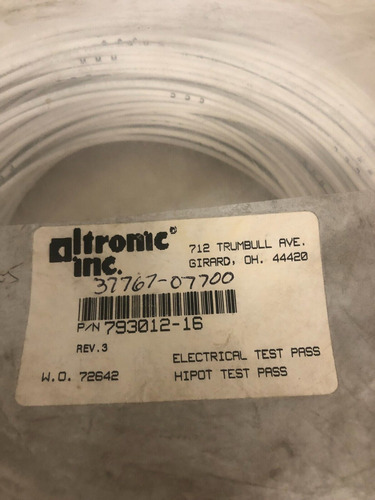 altronic® 712 TRUMBULL AVE.
inc. GIRARD, OH. 44420
37767-07700
P/N 793012-16
REV.3 ELECTRICAL TEST PASS
W.O. 72642 HIPOT TEST PASS